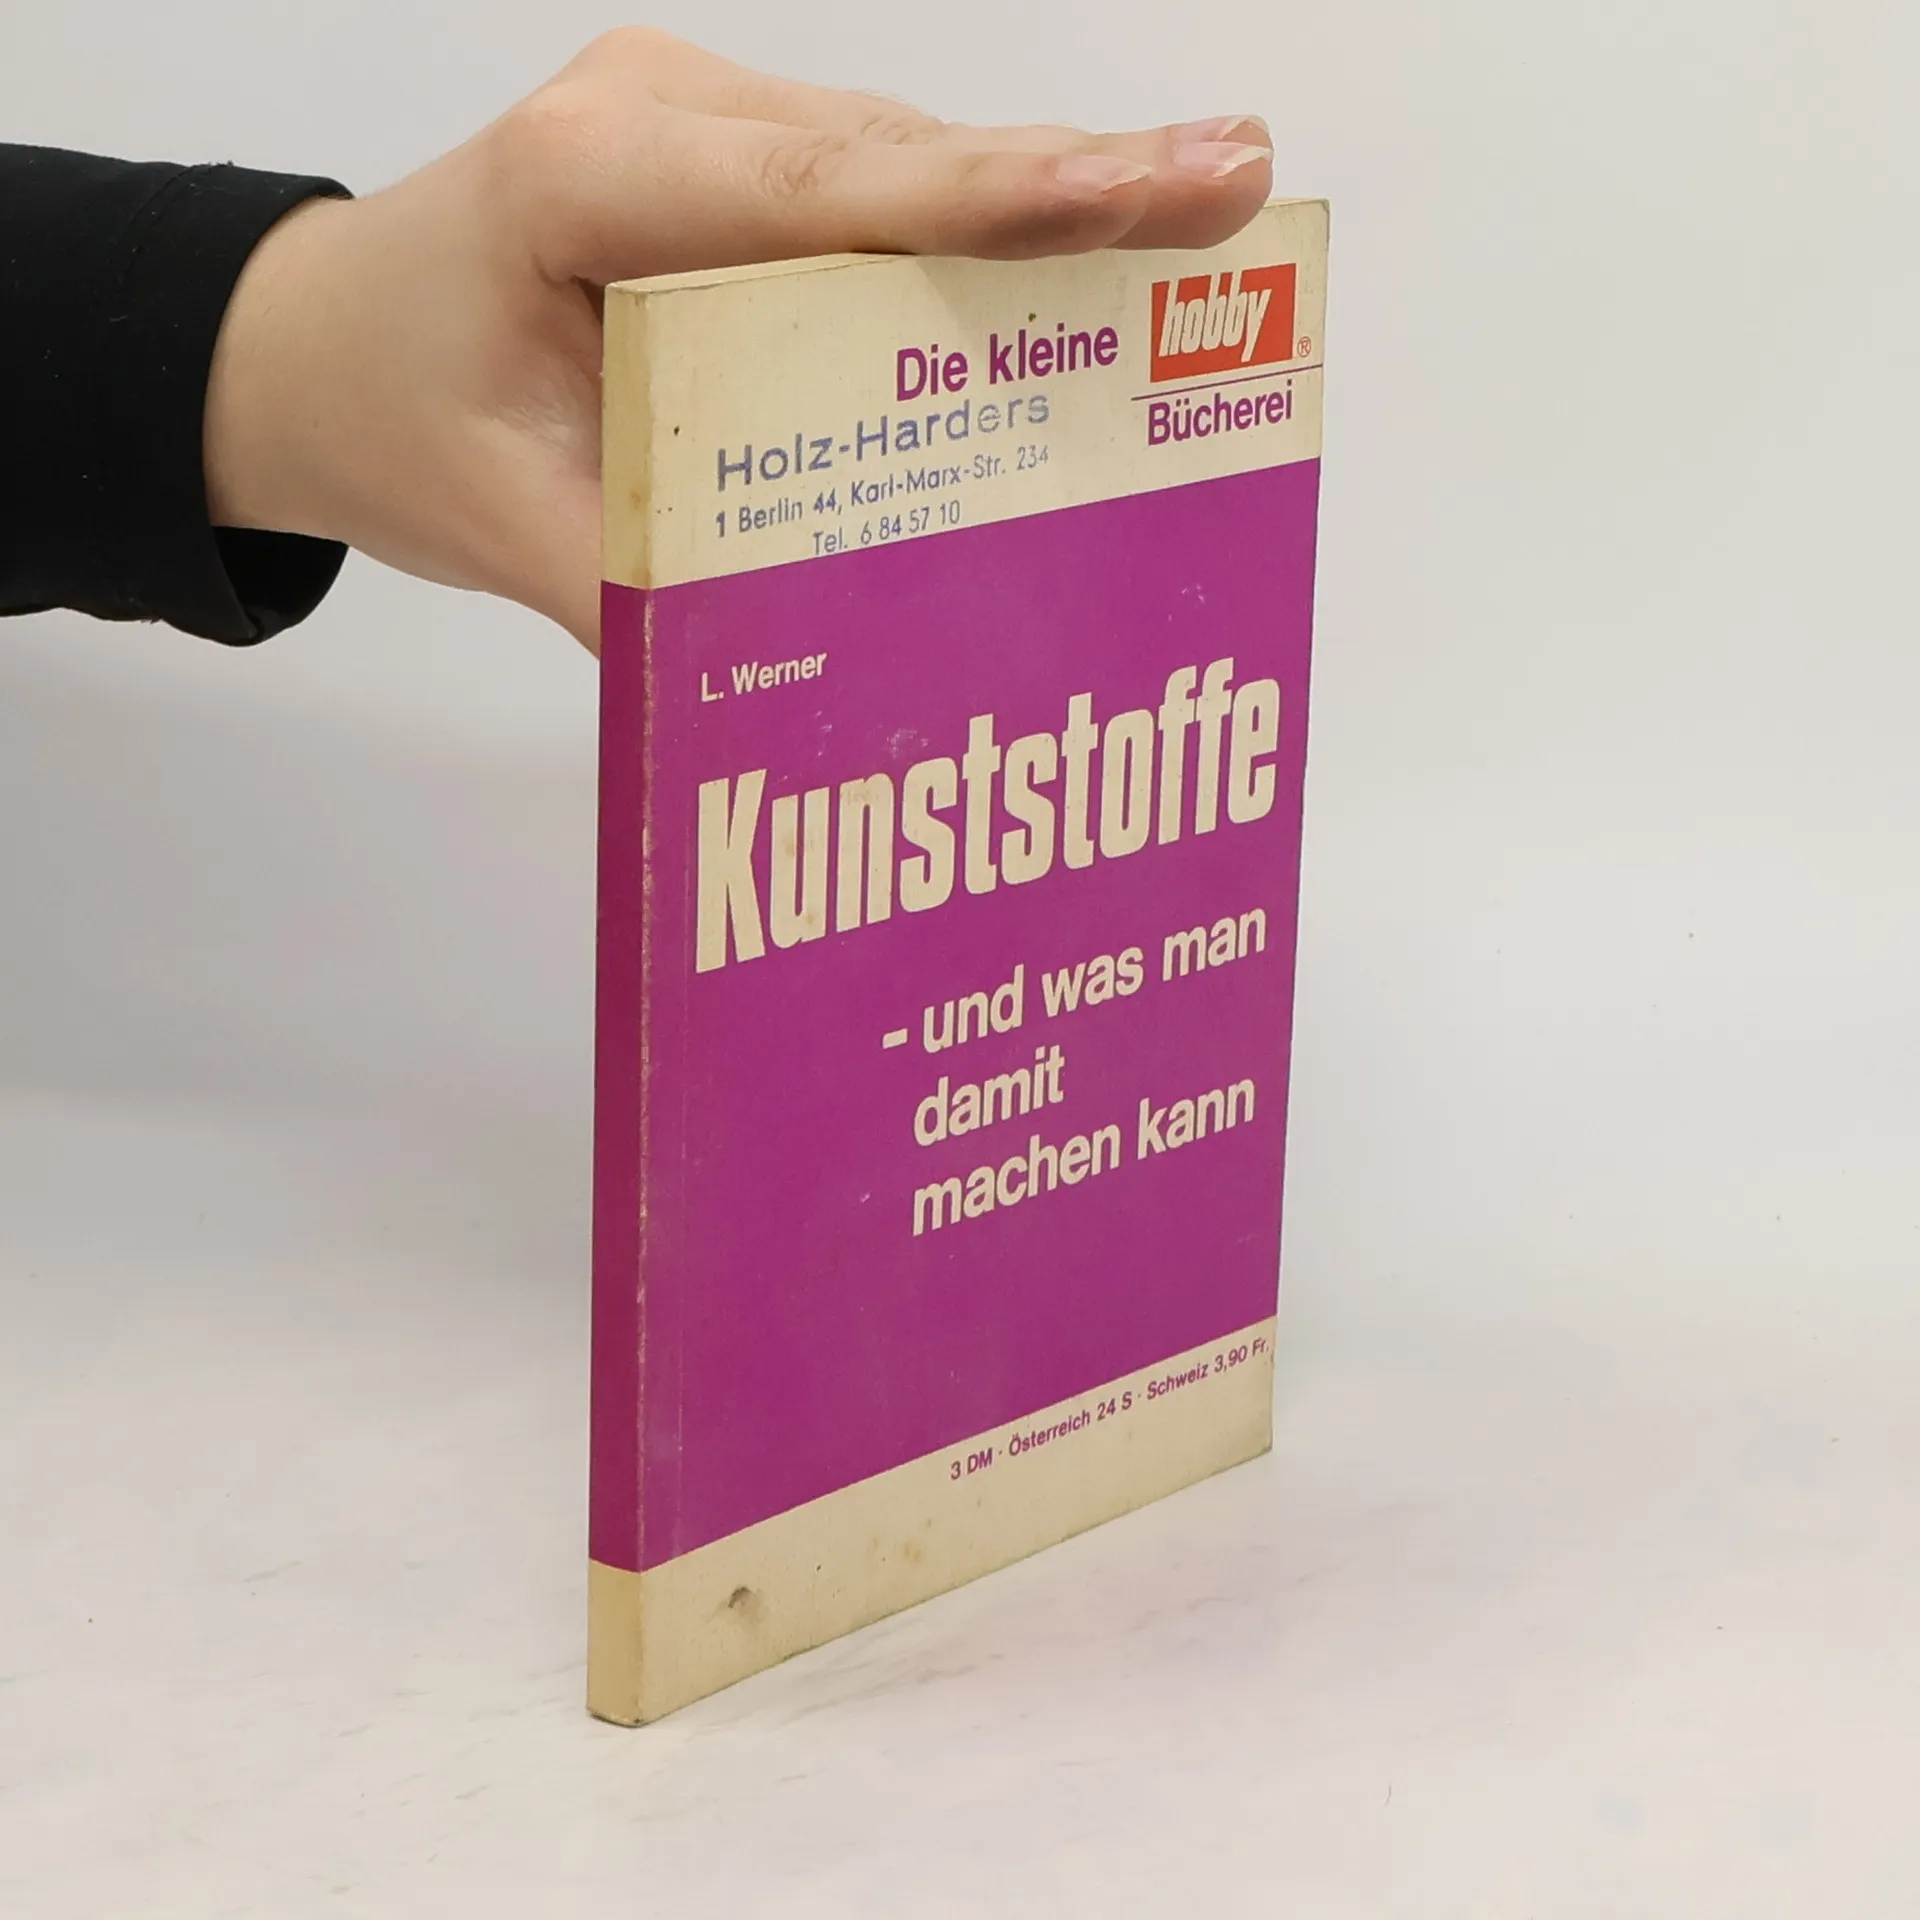 Die kleine
hobby®
Bücherei
Holz-Harders
1 Berlin 44, Karl-Marx-Str. 234
Tel. 6 84 57 10
L. Werner
Kunststoffe
- und was man
damit
machen kann
3 DM · Österreich 24 S · Schweiz 3,90 Fr.